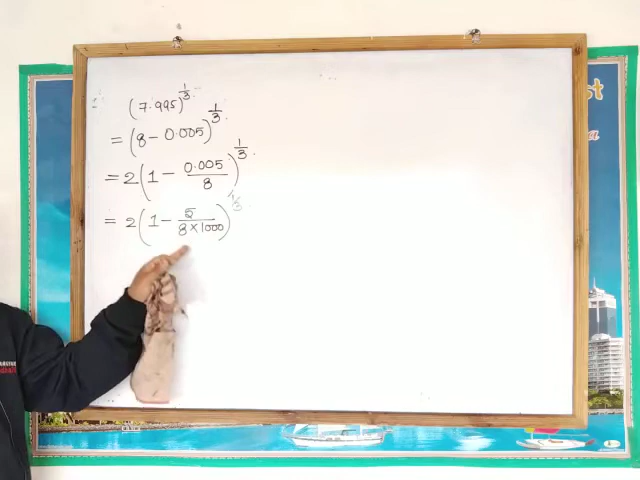 (7.995)^1/3
= (8 - 0.005)^1/3
= 2(1 - 0.005/8)^1/3
= 2(1 - 5/(8×1000))^1/3